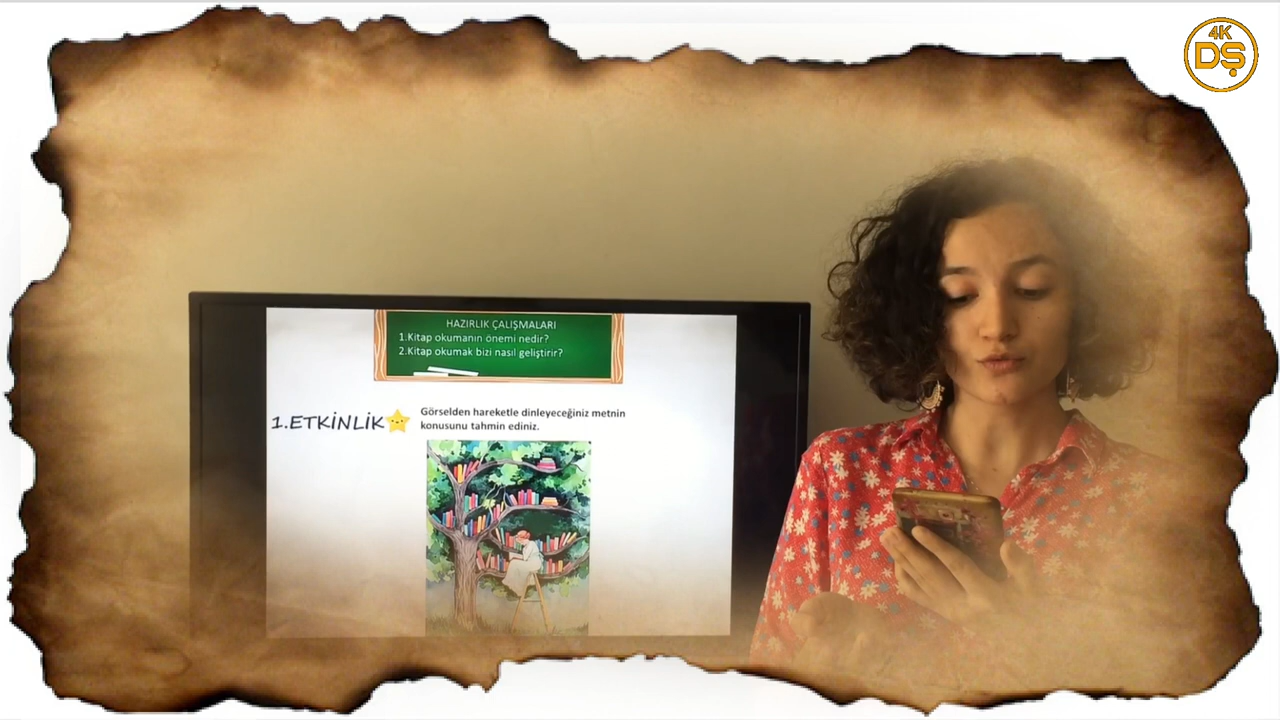 4K
DŞ
HAZIRLIK ÇALIŞMALARI
1.Kitap okumanın önemi nedir?
2.Kitap okumak bizi nasıl geliştirir?
1.ETKİNLİK
Görselden hareketle dinleyeceğiniz metnin
konusunu tahmin ediniz.